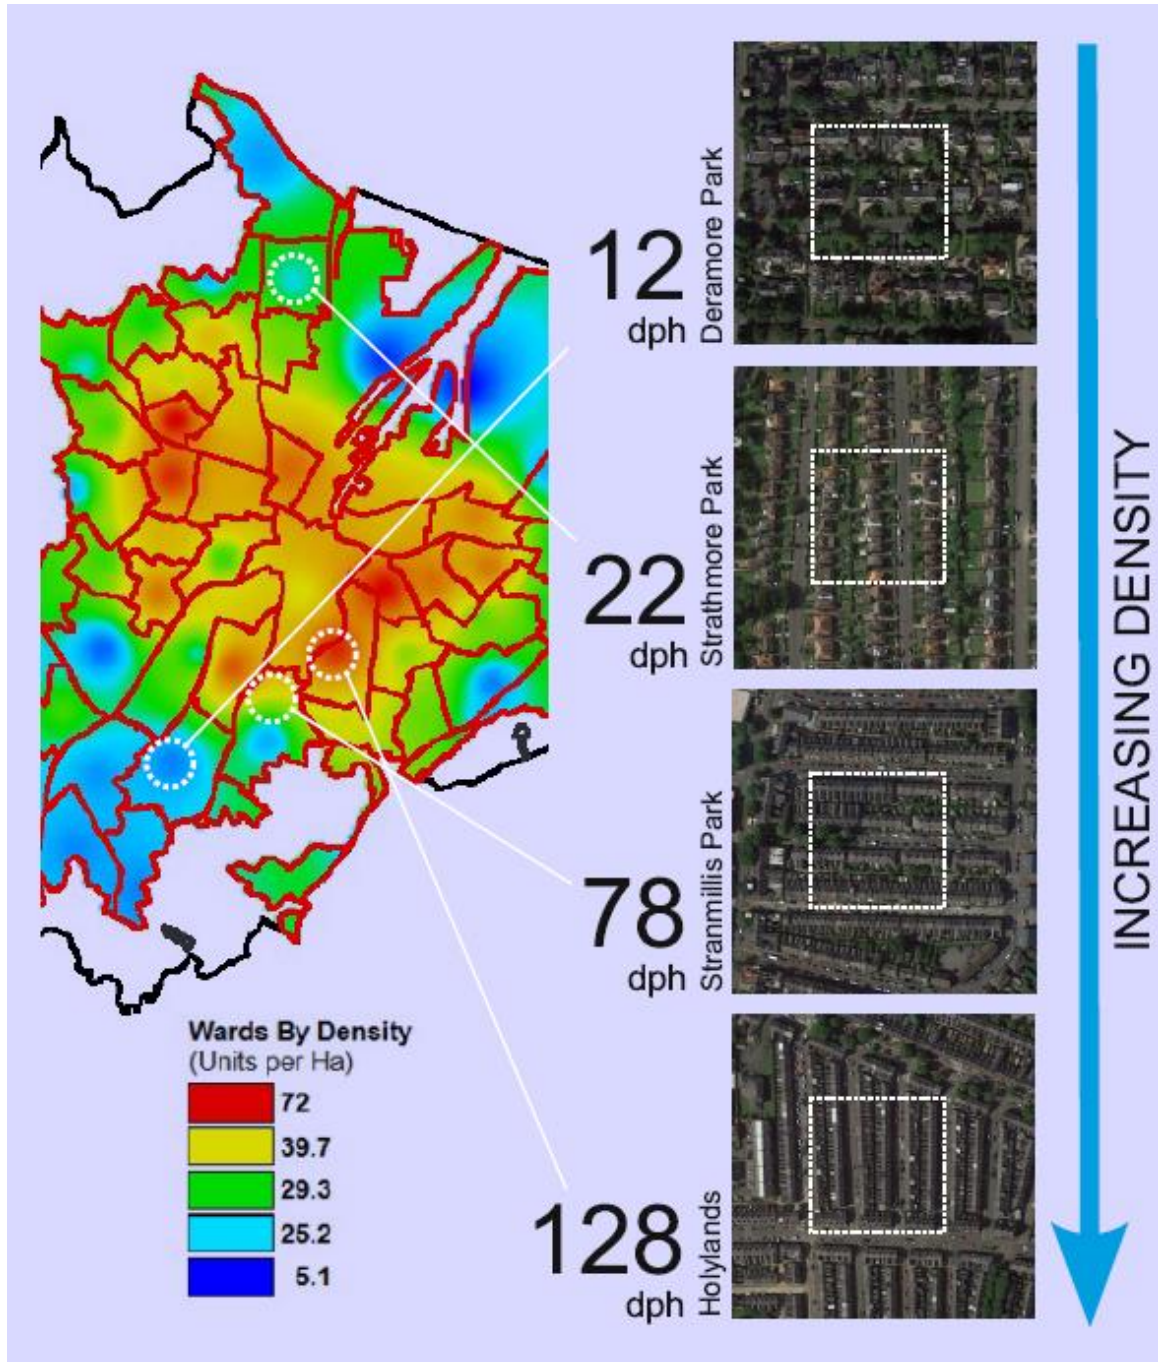 12
dph
Deramore Park
22
dph
Strathmore Park
78
dph
Stranmillis Park
128
dph
Holylands
INCREASING DENSITY
Wards By Density
(Units per Ha)
72
39.7
29.3
25.2
5.1